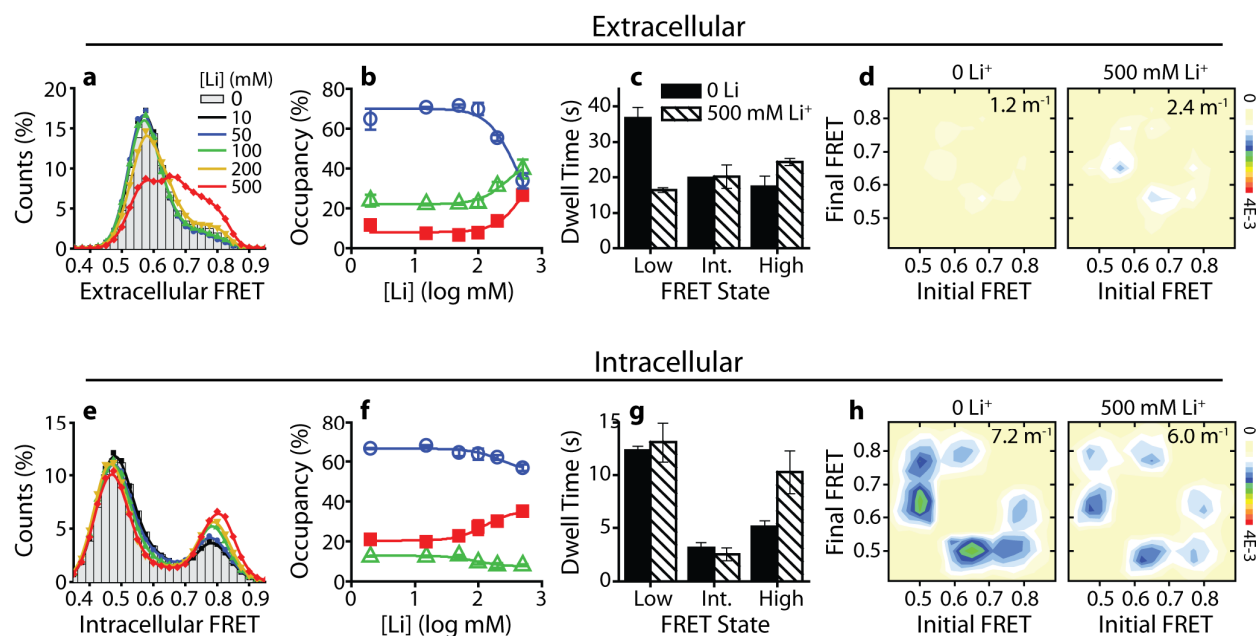 Extracellular
a
[Li] (mM)
0
10
50
100
200
500
Counts (%)
20
15
10
5
0
0.4 0.5 0.6 0.7 0.8 0.9
Extracellular FRET
b
Occupancy (%)
80
60
40
20
0
0 1 2 3
[Li] (log mM)
c
0 Li
500 mM Li⁺
Dwell Time (s)
40
30
20
10
0
Low Int. High
FRET State
d
0 Li⁺
500 mM Li⁺
1.2 m⁻¹
2.4 m⁻¹
Final FRET
0.8
0.7
0.6
0.5
0.5 0.6 0.7 0.8
Initial FRET
0.5 0.6 0.7 0.8
Initial FRET
0
4E-3
Intracellular
e
Counts (%)
15
10
5
0
0.4 0.5 0.6 0.7 0.8 0.9
Intracellular FRET
f
Occupancy (%)
80
60
40
20
0
0 1 2 3
[Li] (log mM)
g
Dwell Time (s)
15
10
5
0
Low Int. High
FRET State
h
0 Li⁺
500 mM Li⁺
7.2 m⁻¹
6.0 m⁻¹
Final FRET
0.8
0.7
0.6
0.5
0.5 0.6 0.7 0.8
Initial FRET
0.5 0.6 0.7 0.8
Initial FRET
0
4E-3